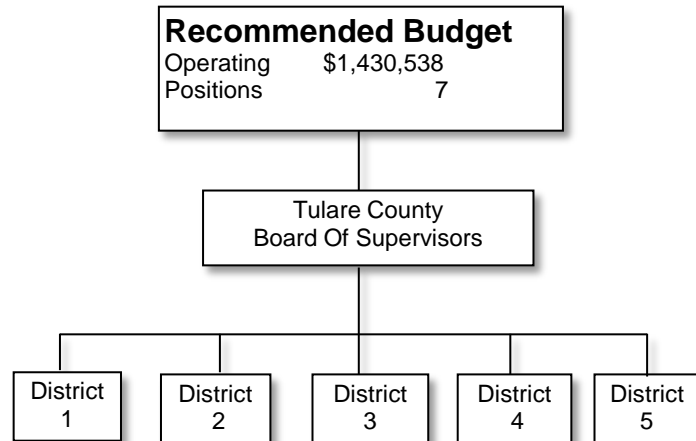 Recommended Budget
Operating $1,430,538
Positions 7
Tulare County
Board Of Supervisors
District
1
District
2
District
3
District
4
District
5